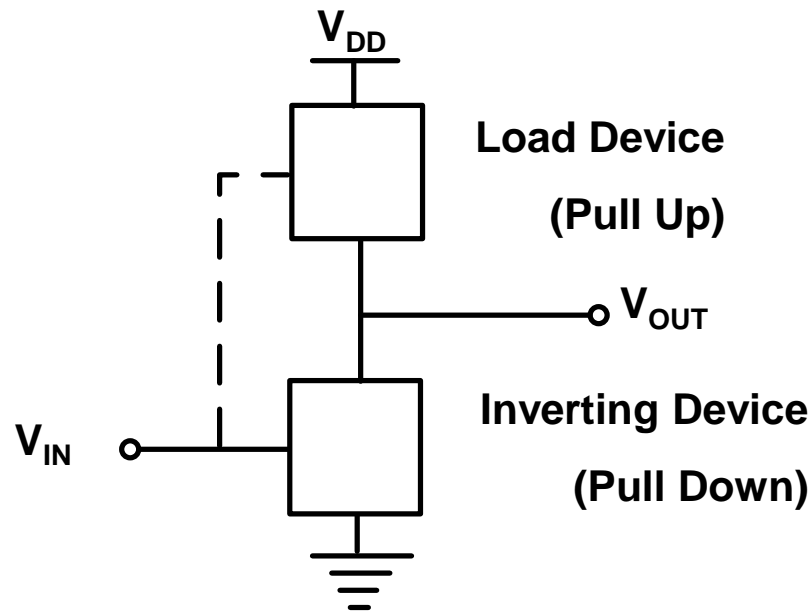 V_DD
Load Device
(Pull Up)
V_OUT
Inverting Device
V_IN
(Pull Down)